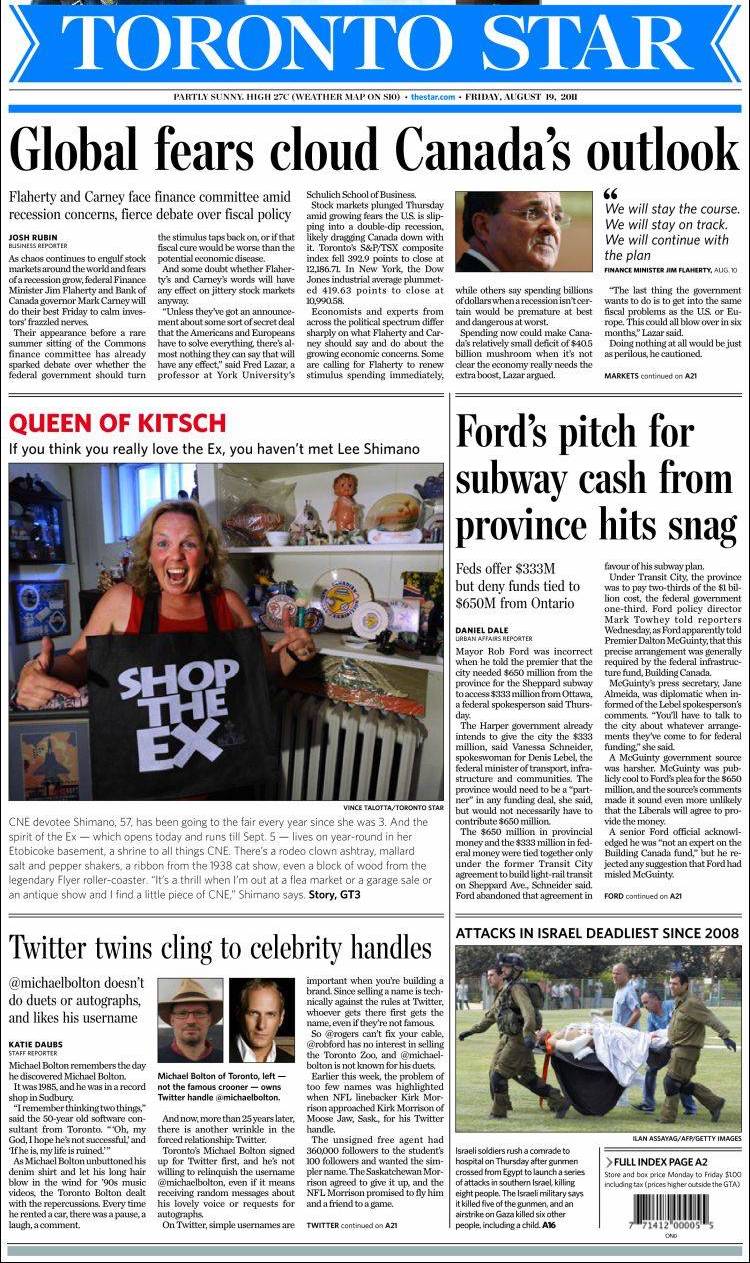 TORONTO STAR
PARTLY SUNNY. HIGH 27C (WEATHER MAP ON S10) • thestar.com • FRIDAY, AUGUST 19, 2011
Global fears cloud Canada's outlook
Flaherty and Carney face finance committee amid
recession concerns, fierce debate over fiscal policy
JOSH RUBIN
BUSINESS REPORTER
As chaos continues to engulf stock
markets around the world and fears
of a recession grow, federal Finance
Minister Jim Flaherty and Bank of
Canada governor Mark Carney will
do their best Friday to calm inves-
tors' frazzled nerves.
Their appearance before a rare
summer sitting of the Commons
finance committee has already
sparked debate over whether the
federal government should turn
the stimulus taps back on, or if that
fiscal cure would be worse than the
potential economic disease.
And some doubt whether Flaher-
ty's and Carney's words will have
any effect on jittery stock markets
anyway.
"Unless they've got an announce-
ment about some sort of secret deal
that the Americans and Europeans
have to solve everything, there's al-
most nothing they can say that will
have any effect," said Fred Lazar, a
professor at York University's
Schulich School of Business.
Stock markets plunged Thursday
amid growing fears the U.S. is slip-
ping into a double-dip recession,
likely dragging Canada down with
it. Toronto's S&P/TSX composite
index fell 392.9 points to close at
12,186.71. In New York, the Dow
Jones industrial average plummet-
ed 419.63 points to close at
10,990.58.
Economists and experts from
across the political spectrum differ
sharply on what Flaherty and Car-
ney should say and do about the
growing economic concerns. Some
are calling for Flaherty to renew
stimulus spending immediately,
while others say spending billions
of dollars when a recession isn't cer-
tain would be premature at best
and dangerous at worst.
Spending now could make Cana-
da's relatively small deficit of $40.5
billion mushroom when it's not
clear the economy really needs the
extra boost, Lazar argued.
“
We will stay the course.
We will stay on track.
We will continue with
the plan
FINANCE MINISTER JIM FLAHERTY, AUG. 10
"The last thing the government
wants to do is to get into the same
fiscal problems as the U.S. or Eu-
rope. This could all blow over in six
months," Lazar said.
Doing nothing at all would be just
as perilous, he cautioned.
MARKETS continued on A21
QUEEN OF KITSCH
If you think you really love the Ex, you haven't met Lee Shimano
SHOP
THE
EX
VINCE TALOTTA/TORONTO STAR
CNE devotee Shimano, 57, has been going to the fair every year since she was 3. And the
spirit of the Ex — which opens today and runs till Sept. 5 — lives on year-round in her
Etobicoke basement, a shrine to all things CNE. There's a rodeo clown ashtray, mallard
salt and pepper shakers, a ribbon from the 1938 cat show, even a block of wood from the
legendary Flyer roller-coaster. "It's a thrill when I'm out at a flea market or a garage sale or
an antique show and I find a little piece of CNE," Shimano says. Story, GT3
Ford's pitch for
subway cash from
province hits snag
Feds offer $333M
but deny funds tied to
$650M from Ontario
DANIEL DALE
URBAN AFFAIRS REPORTER
Mayor Rob Ford was incorrect
when he told the premier that the
city needed $650 million from the
province for the Sheppard subway
to access $333 million from Ottawa,
a federal spokesperson said Thurs-
day.
The Harper government already
intends to give the city the $333
million, said Vanessa Schneider,
spokeswoman for Denis Lebel, the
federal minister of transport, infra-
structure and communities. The
province would need to be a "part-
ner" in any funding deal, she said,
but would not necessarily have to
contribute $650 million.
The $650 million in provincial
money and the $333 million in fed-
eral money were tied together only
under the former Transit City
agreement to build light-rail transit
on Sheppard Ave., Schneider said.
Ford abandoned that agreement in
favour of his subway plan.
Under Transit City, the province
was to pay two-thirds of the $1 bil-
lion cost, the federal government
one-third. Ford policy director
Mark Towhey told reporters
Wednesday, as Ford apparently told
Premier Dalton McGuinty, that this
precise arrangement was generally
required by the federal infrastruc-
ture fund, Building Canada.
McGuinty's press secretary, Jane
Almeida, was diplomatic when in-
formed of the Lebel spokesperson's
comments. "You'll have to talk to
the city about whatever arrange-
ments they've come to for federal
funding," she said.
A McGuinty government source
was harsher. McGuinty was pub-
licly cool to Ford's plea for the $650
million, and the source's comments
made it sound even more unlikely
that the Liberals will agree to pro-
vide the money.
A senior Ford official acknowl-
edged he was "not an expert on the
Building Canada fund," but he re-
jected any suggestion that Ford had
misled McGuinty.
FORD continued on A21
Twitter twins cling to celebrity handles
@michaelbolton doesn't
do duets or autographs,
and likes his username
KATIE DAUBS
STAFF REPORTER
Michael Bolton remembers the day
he discovered Michael Bolton.
It was 1985, and he was in a record
shop in Sudbury.
"I remember thinking two things,"
said the 50-year old software con-
sultant from Toronto. "'Oh, my
God, I hope he's not successful,' and
'If he is, my life is ruined.'"
As Michael Bolton unbuttoned his
denim shirt and let his long hair
blow in the wind for '90s music
videos, the Toronto Bolton dealt
with the repercussions. Every time
he rented a car, there was a pause, a
laugh, a comment.
Michael Bolton of Toronto, left —
not the famous crooner — owns
Twitter handle @michaelbolton.
And now, more than 25 years later,
there is another wrinkle in the
forced relationship: Twitter.
Toronto's Michael Bolton signed
up for Twitter first, and he's not
willing to relinquish the username
@michaelbolton, even if it means
receiving random messages about
his lovely voice or requests for
autographs.
On Twitter, simple usernames are
important when you're building a
brand. Since selling a name is tech-
nically against the rules at Twitter,
whoever gets there first gets the
name, even if they're not famous.
So @rogers can't fix your cable,
@robford has no interest in selling
the Toronto Zoo, and @michael-
bolton is not known for his duets.
Earlier this week, the problem of
too few names was highlighted
when NFL linebacker Kirk Mor-
rison approached Kirk Morrison of
Moose Jaw, Sask., for his Twitter
handle.
The unsigned free agent had
360,000 followers to the student's
100 followers and wanted the sim-
pler name. The Saskatchewan Mor-
rison agreed to give it up, and the
NFL Morrison promised to fly him
and a friend to a game.
TWITTER continued on A21
ATTACKS IN ISRAEL DEADLIEST SINCE 2008
ILAN ASSAYAG/AFP/GETTY IMAGES
Israeli soldiers rush a comrade to
hospital on Thursday after gunmen
crossed from Egypt to launch a series
of attacks in southern Israel, killing
eight people. The Israeli military says
it killed five of the gunmen, and an
airstrike on Gaza killed six other
people, including a child. A16
FULL INDEX PAGE A2
Store and box price Monday to Friday $1.00
including tax (prices higher outside the GTA)
7 71412 00005 5
ON0